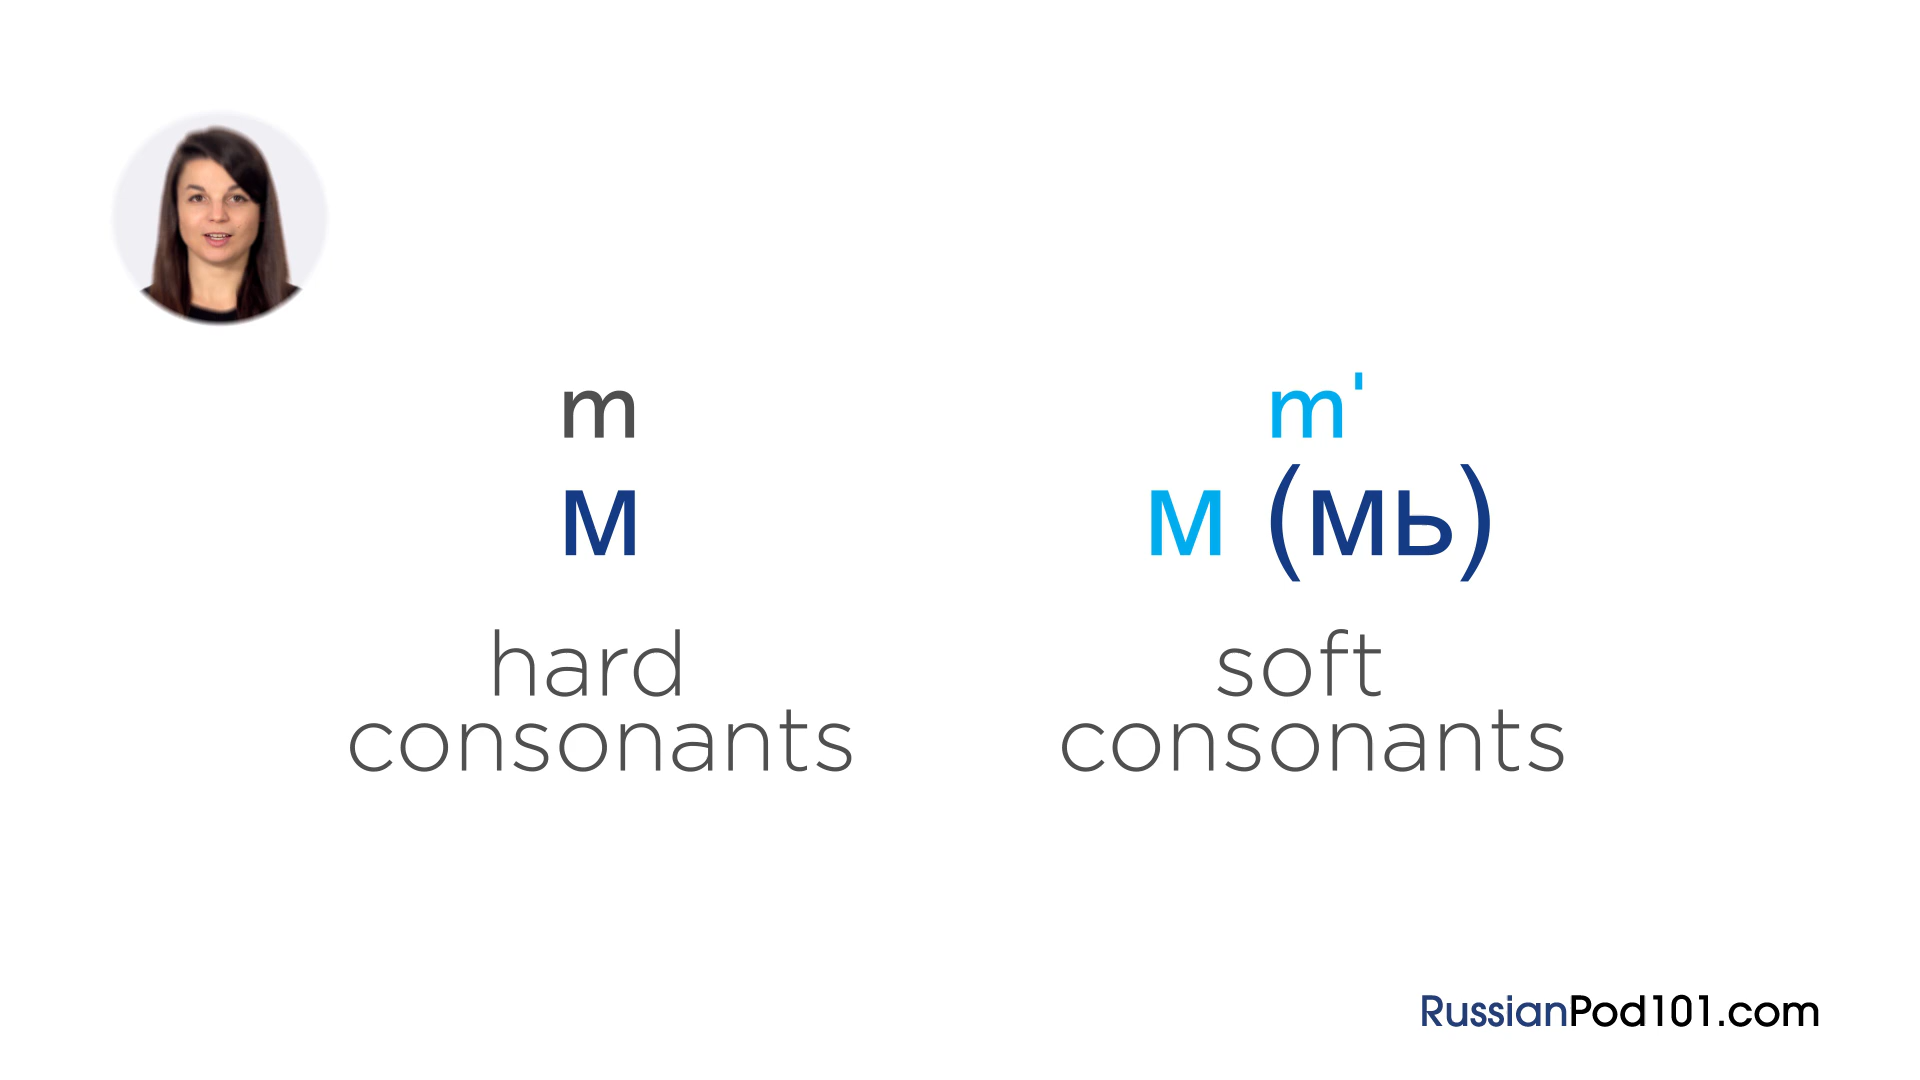 m
м
hard
consonants
m'
м (мь)
soft
consonants
RussianPod101.com